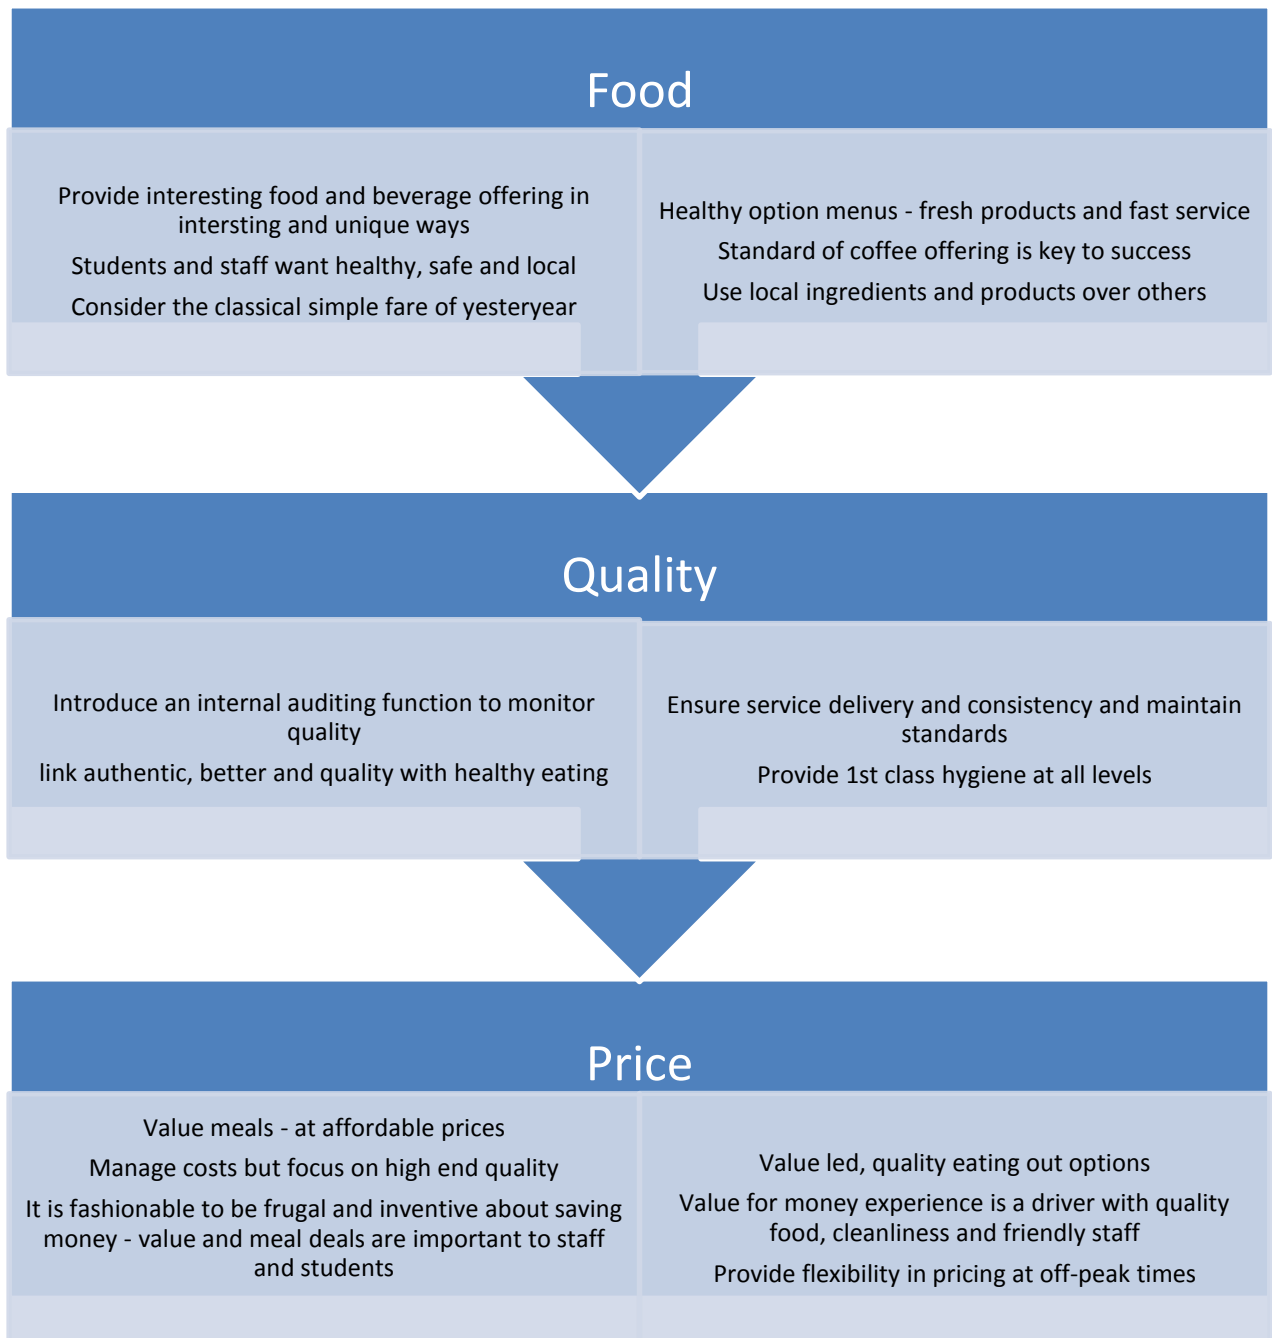 Food
Provide interesting food and beverage offering in
intersting and unique ways
Students and staff want healthy, safe and local
Consider the classical simple fare of yesteryear
Healthy option menus - fresh products and fast service
Standard of coffee offering is key to success
Use local ingredients and products over others
Quality
Introduce an internal auditing function to monitor
quality
link authentic, better and quality with healthy eating
Ensure service delivery and consistency and maintain
standards
Provide 1st class hygiene at all levels
Price
Value meals - at affordable prices
Manage costs but focus on high end quality
It is fashionable to be frugal and inventive about saving
money - value and meal deals are important to staff
and students
Value led, quality eating out options
Value for money experience is a driver with quality
food, cleanliness and friendly staff
Provide flexibility in pricing at off-peak times